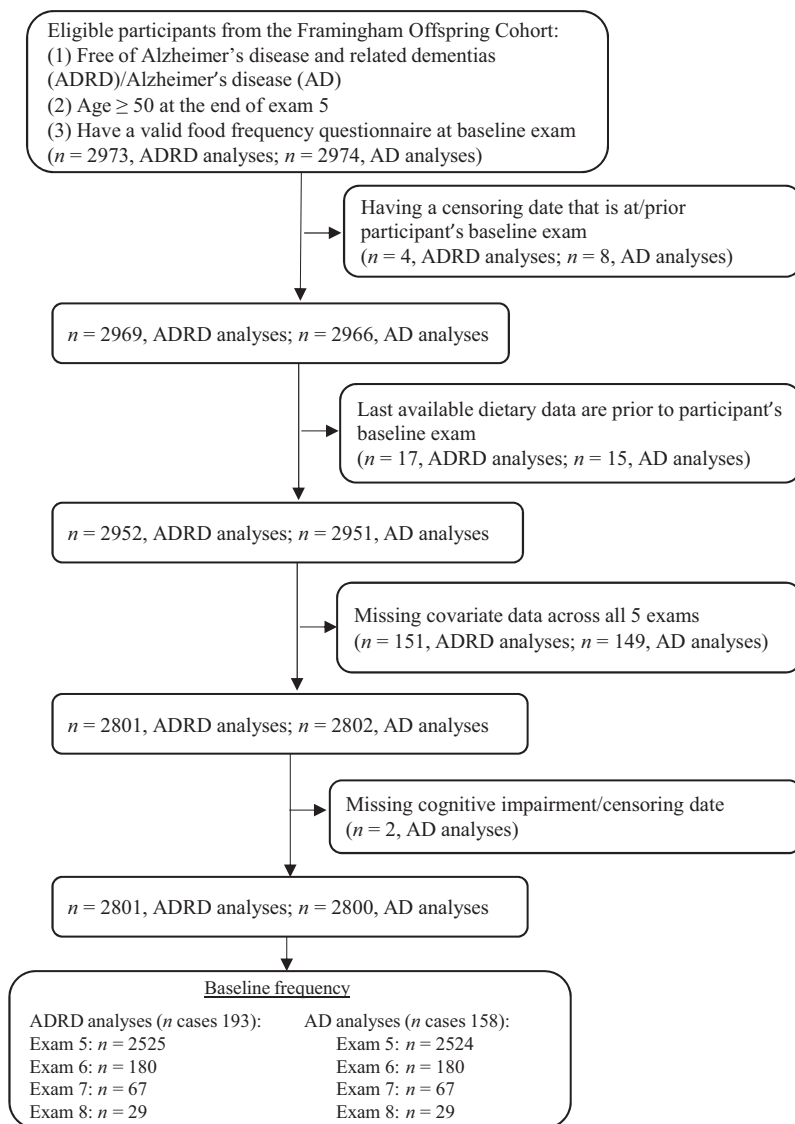 Eligible participants from the Framingham Offspring Cohort:
(1) Free of Alzheimer’s disease and related dementias
(ADRD)/Alzheimer’s disease (AD)
(2) Age ≥ 50 at the end of exam 5
(3) Have a valid food frequency questionnaire at baseline exam
(n = 2973, ADRD analyses; n = 2974, AD analyses)
Having a censoring date that is at/prior
participant’s baseline exam
(n = 4, ADRD analyses; n = 8, AD analyses)
n = 2969, ADRD analyses; n = 2966, AD analyses
Last available dietary data are prior to participant’s
baseline exam
(n = 17, ADRD analyses; n = 15, AD analyses)
n = 2952, ADRD analyses; n = 2951, AD analyses
Missing covariate data across all 5 exams
(n = 151, ADRD analyses; n = 149, AD analyses)
n = 2801, ADRD analyses; n = 2802, AD analyses
Missing cognitive impairment/censoring date
(n = 2, AD analyses)
n = 2801, ADRD analyses; n = 2800, AD analyses
Baseline frequency
ADRD analyses (n cases 193):
Exam 5: n = 2525
Exam 6: n = 180
Exam 7: n = 67
Exam 8: n = 29
AD analyses (n cases 158):
Exam 5: n = 2524
Exam 6: n = 180
Exam 7: n = 67
Exam 8: n = 29